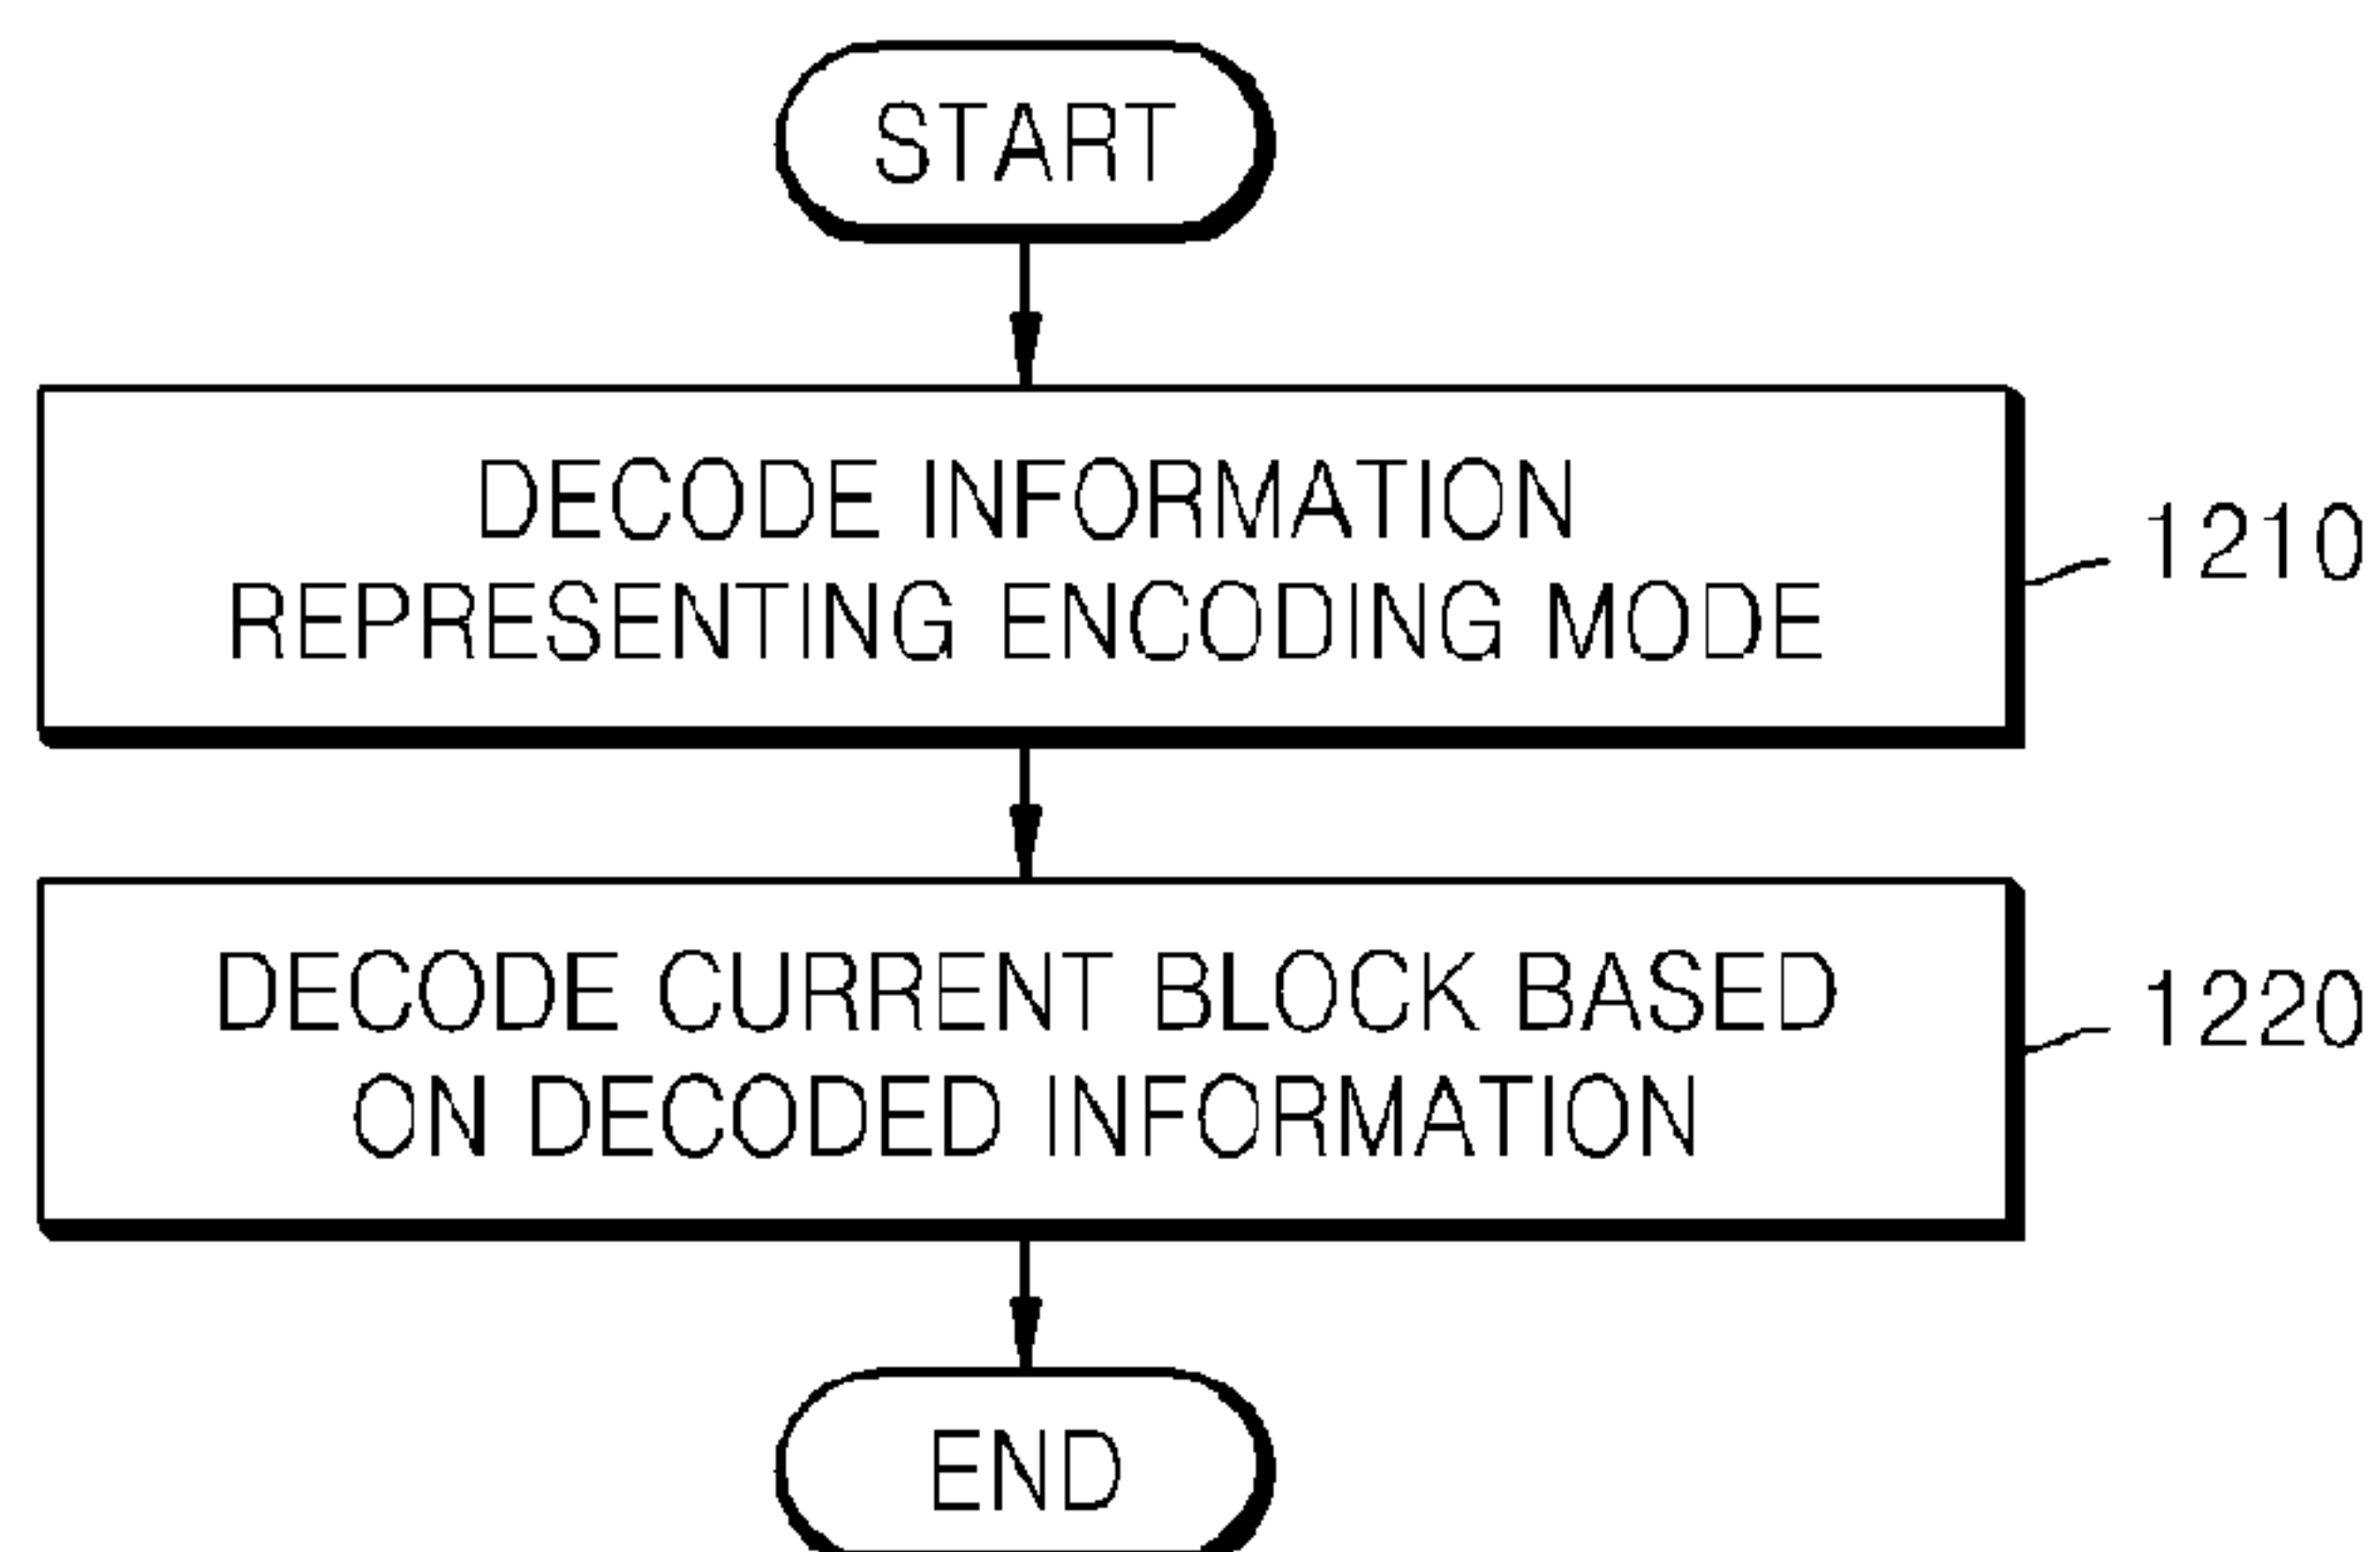 START
DECODE INFORMATION
REPRESENTING ENCODING MODE
1210
DECODE CURRENT BLOCK BASED
ON DECODED INFORMATION
1220
END